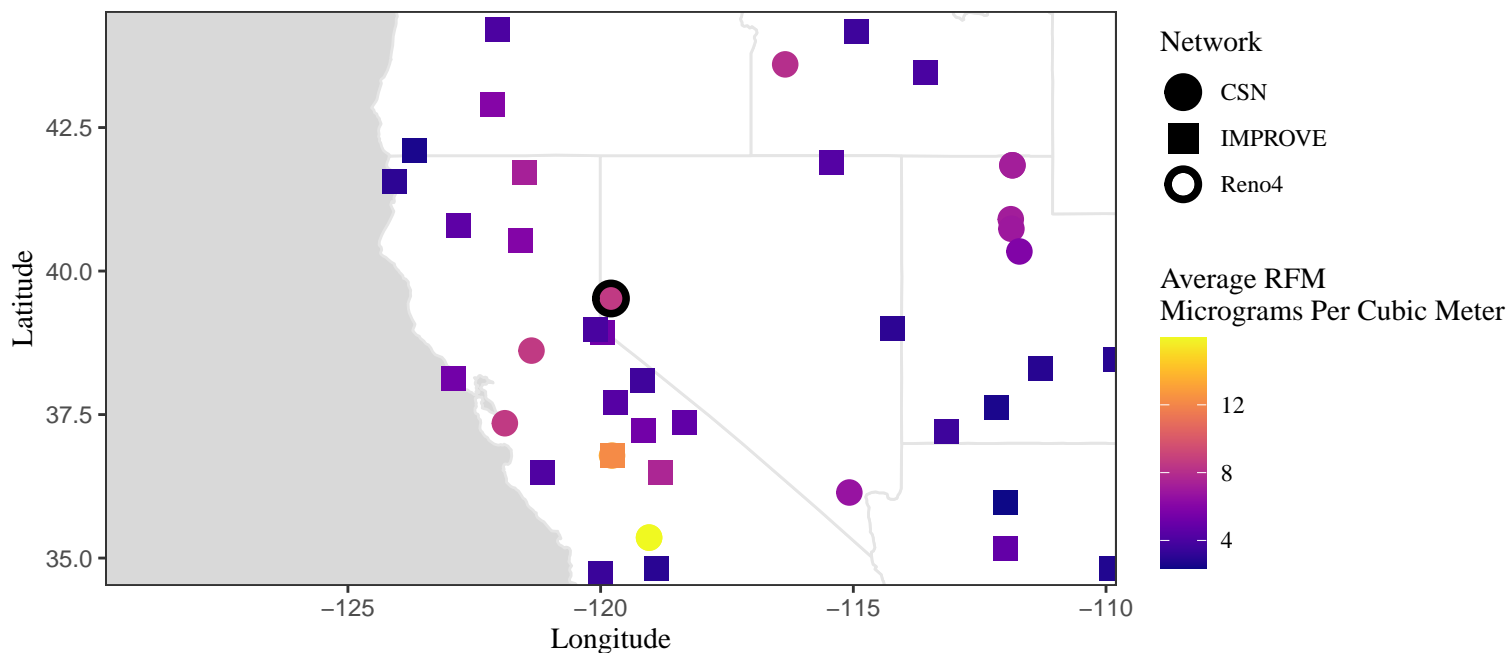 42.5
40.0
37.5
35.0
Latitude
−125
−120
−115
−110
Longitude
Network
CSN
IMPROVE
Reno4
Average RFM
Micrograms Per Cubic Meter
12
8
4